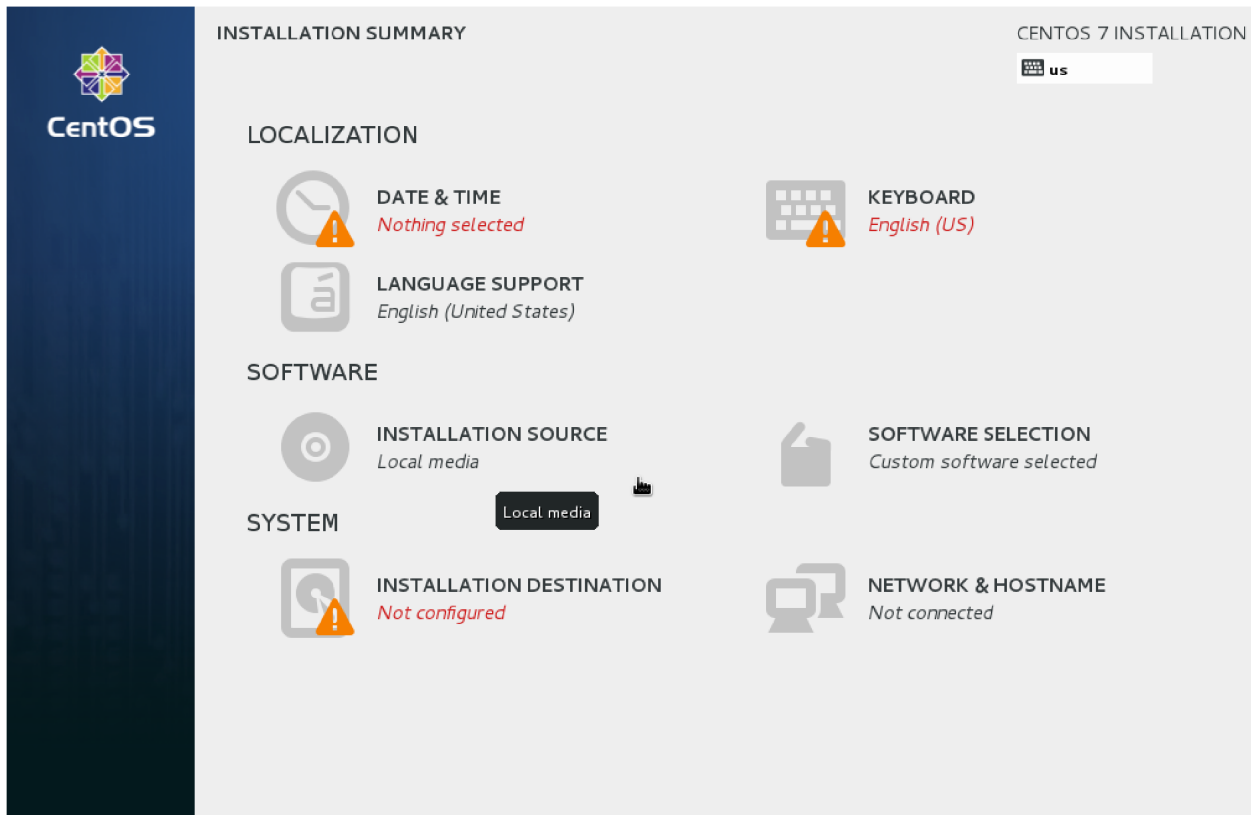 INSTALLATION SUMMARY
CENTOS 7 INSTALLATION
us
CentOS
LOCALIZATION
DATE & TIME
Nothing selected
KEYBOARD
English (US)
á
LANGUAGE SUPPORT
English (United States)
SOFTWARE
INSTALLATION SOURCE
Local media
SOFTWARE SELECTION
Custom software selected
Local media
SYSTEM
INSTALLATION DESTINATION
Not configured
NETWORK & HOSTNAME
Not connected